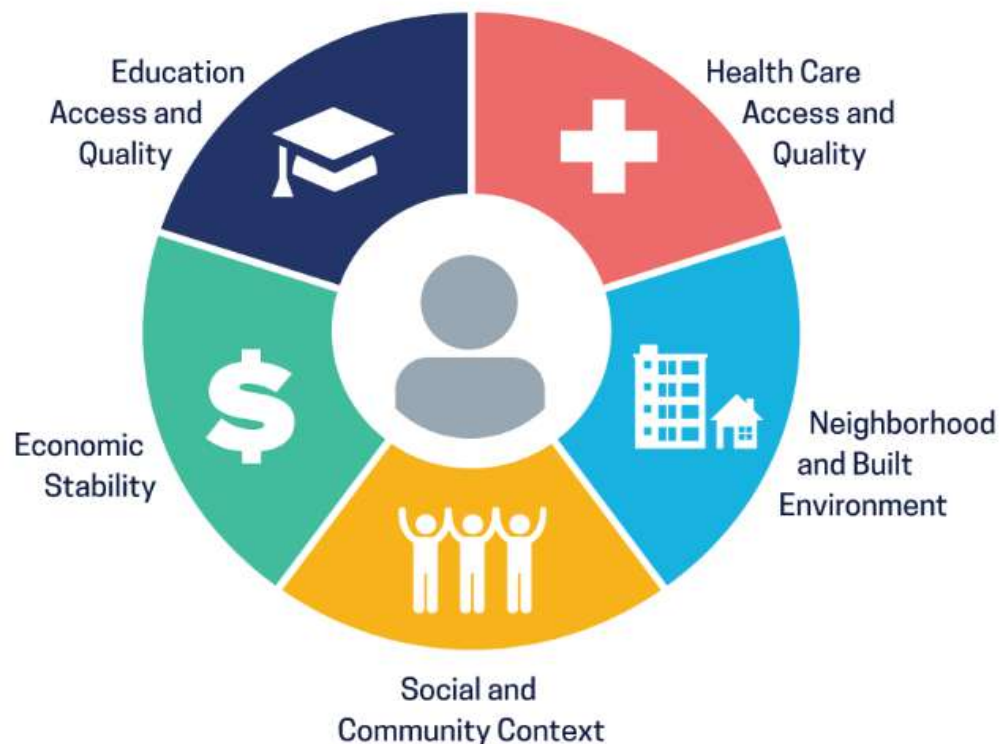 Education
Access and
Quality
Health Care
Access and
Quality
Economic
Stability
Neighborhood
and Built
Environment
Social and
Community Context